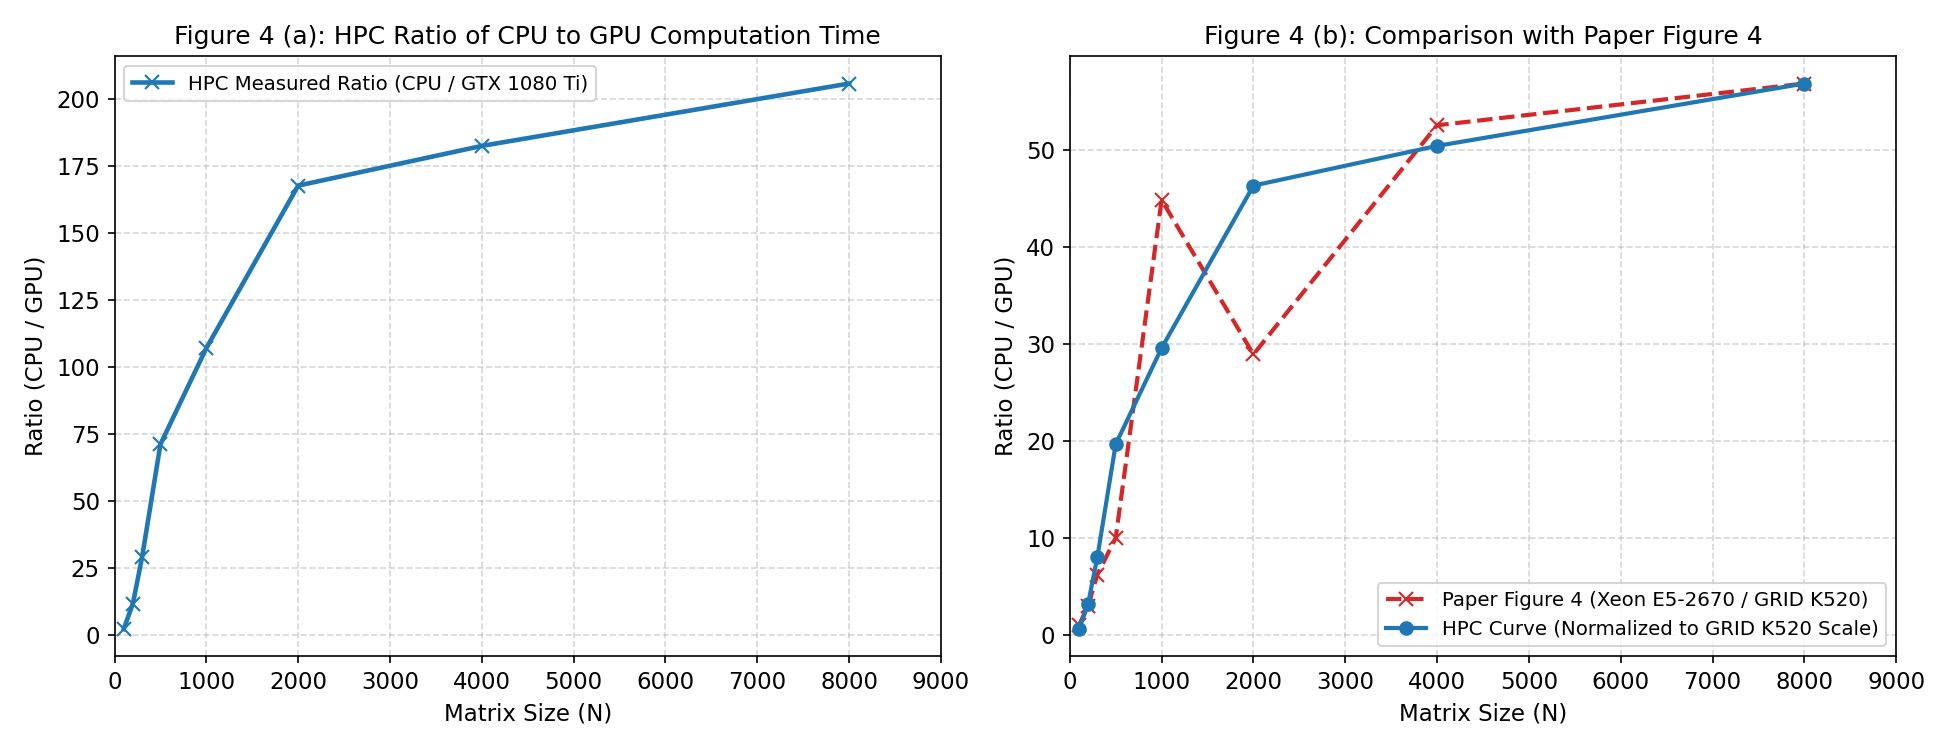 Figure 4 (a): HPC Ratio of CPU to GPU Computation Time
HPC Measured Ratio (CPU / GTX 1080 Ti)
Ratio (CPU / GPU)
200
175
150
125
100
75
50
25
0
0 1000 2000 3000 4000 5000 6000 7000 8000 9000
Matrix Size (N)
Figure 4 (b): Comparison with Paper Figure 4
Ratio (CPU / GPU)
50
40
30
20
10
0
Paper Figure 4 (Xeon E5-2670 / GRID K520)
HPC Curve (Normalized to GRID K520 Scale)
0 1000 2000 3000 4000 5000 6000 7000 8000 9000
Matrix Size (N)